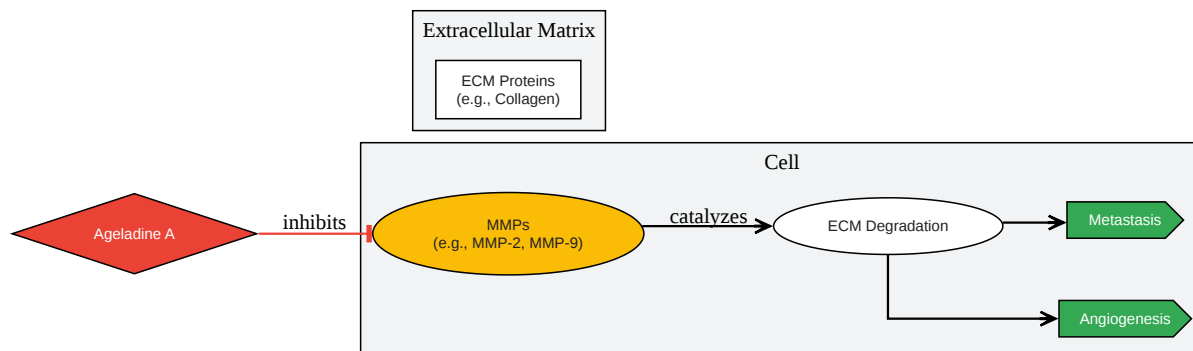 Extracellular Matrix
ECM Proteins
(e.g., Collagen)
Cell
Ageladine A
inhibits
MMPs
(e.g., MMP-2, MMP-9)
catalyzes
ECM Degradation
Metastasis
Angiogenesis